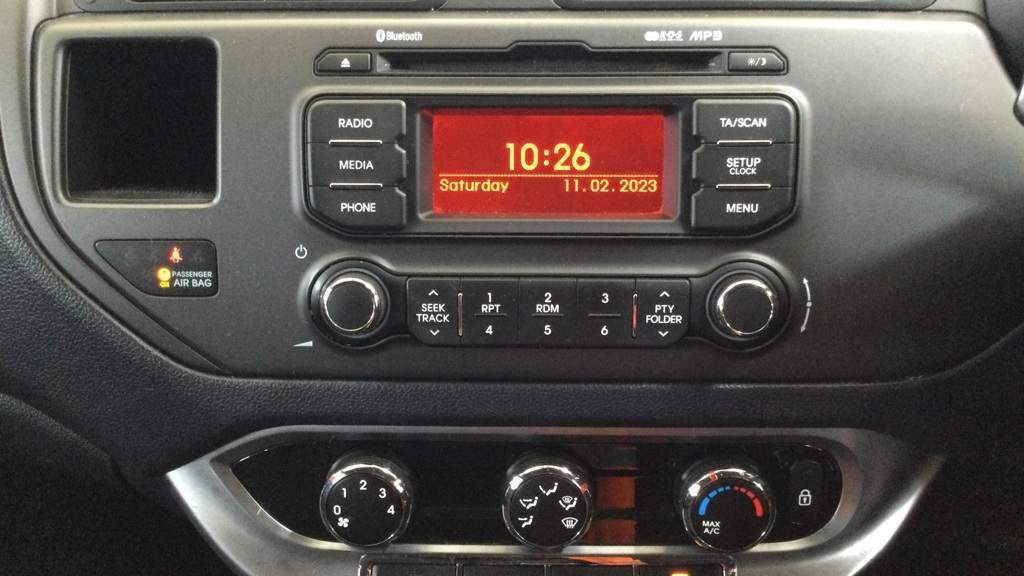 Bluetooth
RDS MP3
RADIO
MEDIA
PHONE
10:26
Saturday 11.02.2023
TA/SCAN
SETUP
CLOCK
MENU
PASSENGER
AIR BAG
SEEK
TRACK
1
RPT
4
2
RDM
5
3
6
PTY
FOLDER
0 1 2 3 4
MAX
A/C